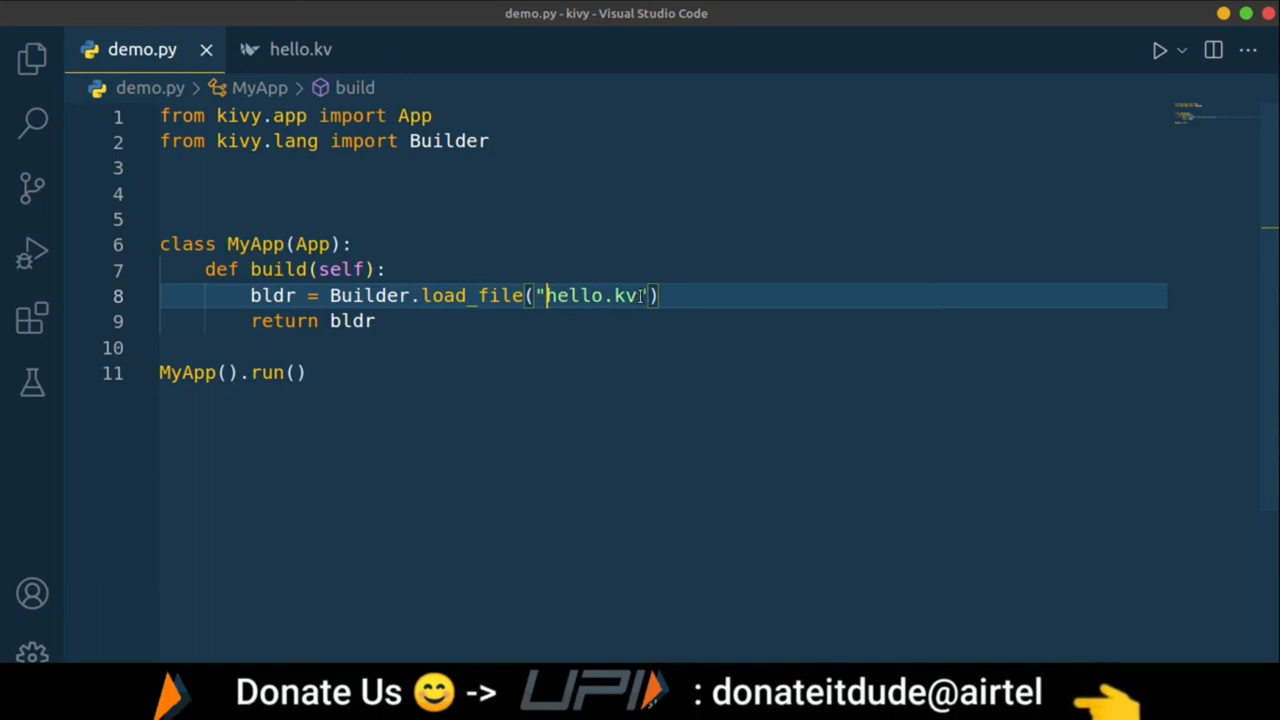 demo.py - kivy - Visual Studio Code
demo.py hello.kv
demo.py > MyApp > build
1 from kivy.app import App
2 from kivy.lang import Builder
3
4
5
6 class MyApp(App):
7 def build(self):
8 bldr = Builder.load_file("hello.kv")
9 return bldr
10
11 MyApp().run()
Donate Us 😊 -> UPI : donateitdude@airtel 👈